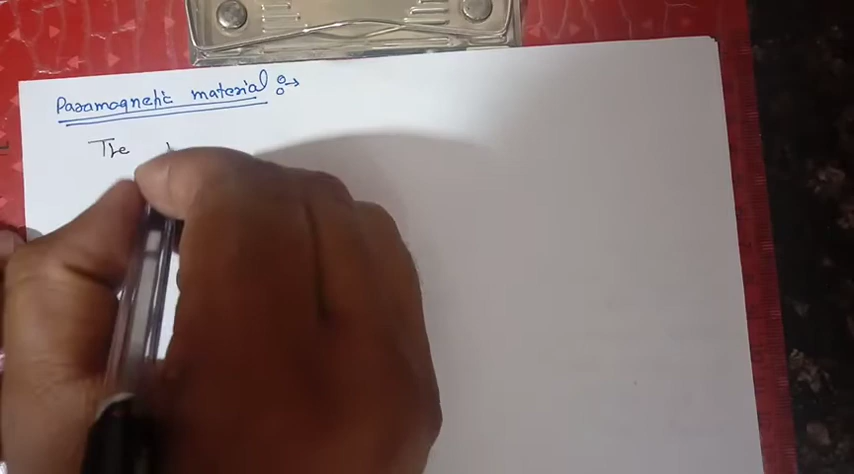 Paramagnetic material :→
The